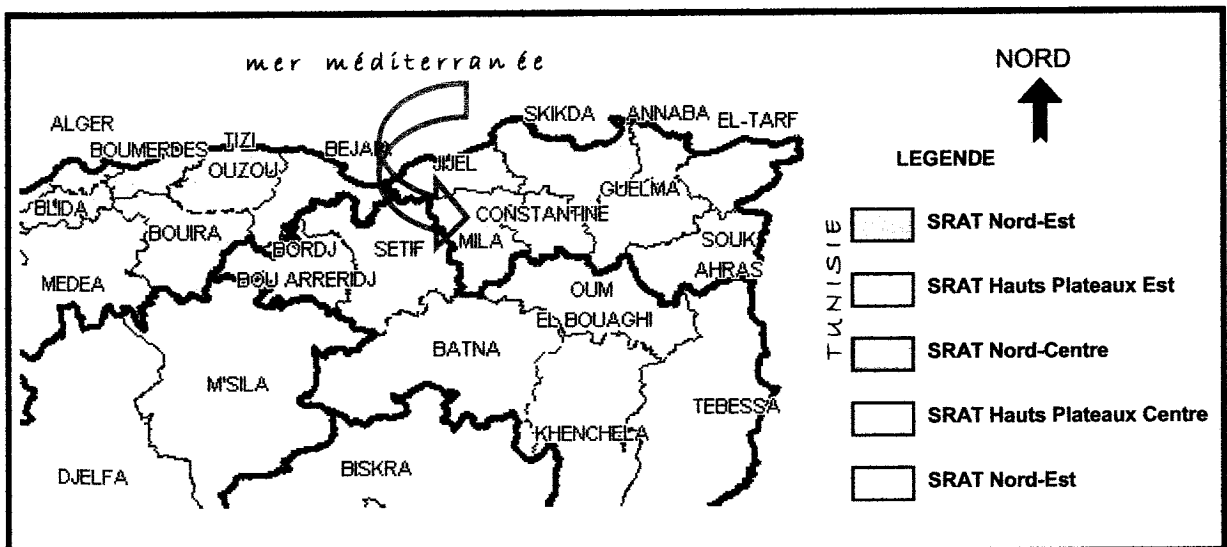 mer méditerranée
NORD
ALGER
BOUMERDES
TIZI
OUZOU
BEJAIA
JIJEL
SKIKDA
ANNABA
EL-TARF
LEGENDE
BLIDA
BOUIRA
MEDEA
BORDJ
BOU ARRERIDJ
SETIF
MILA
CONSTANTINE
GUELMA
SOUK
AHRAS
OUM
EL BOUAGHI
BATNA
M'SILA
TEBESSA
KHENCHELA
BISKRA
DJELFA
TUNISIE
SRAT Nord-Est
SRAT Hauts Plateaux Est
SRAT Nord-Centre
SRAT Hauts Plateaux Centre
SRAT Nord-Est